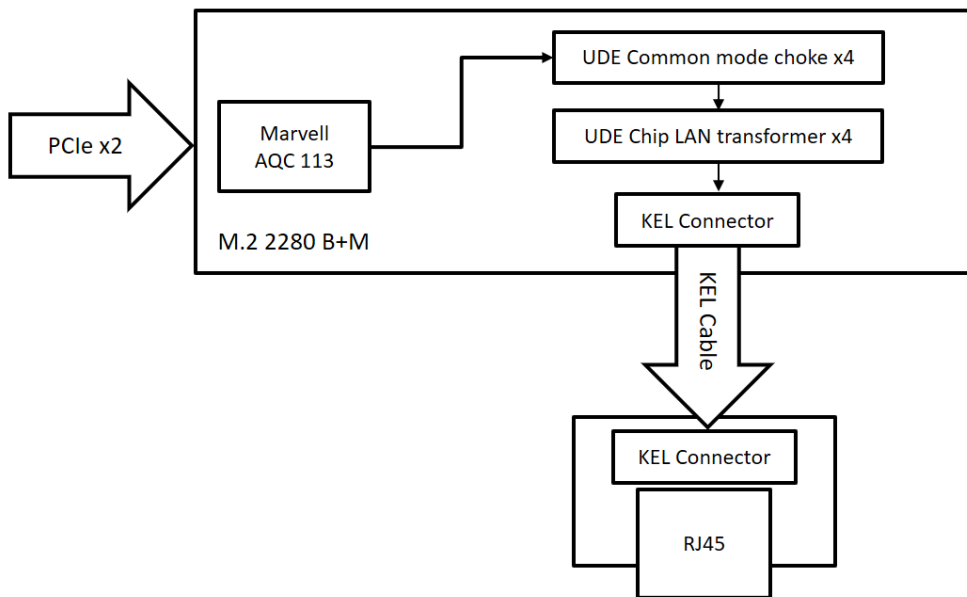 UDE Common mode choke x4
PCIe x2
Marvell
AQC 113
UDE Chip LAN transformer x4
KEL Connector
M.2 2280 B+M
KEL Cable
KEL Connector
RJ45